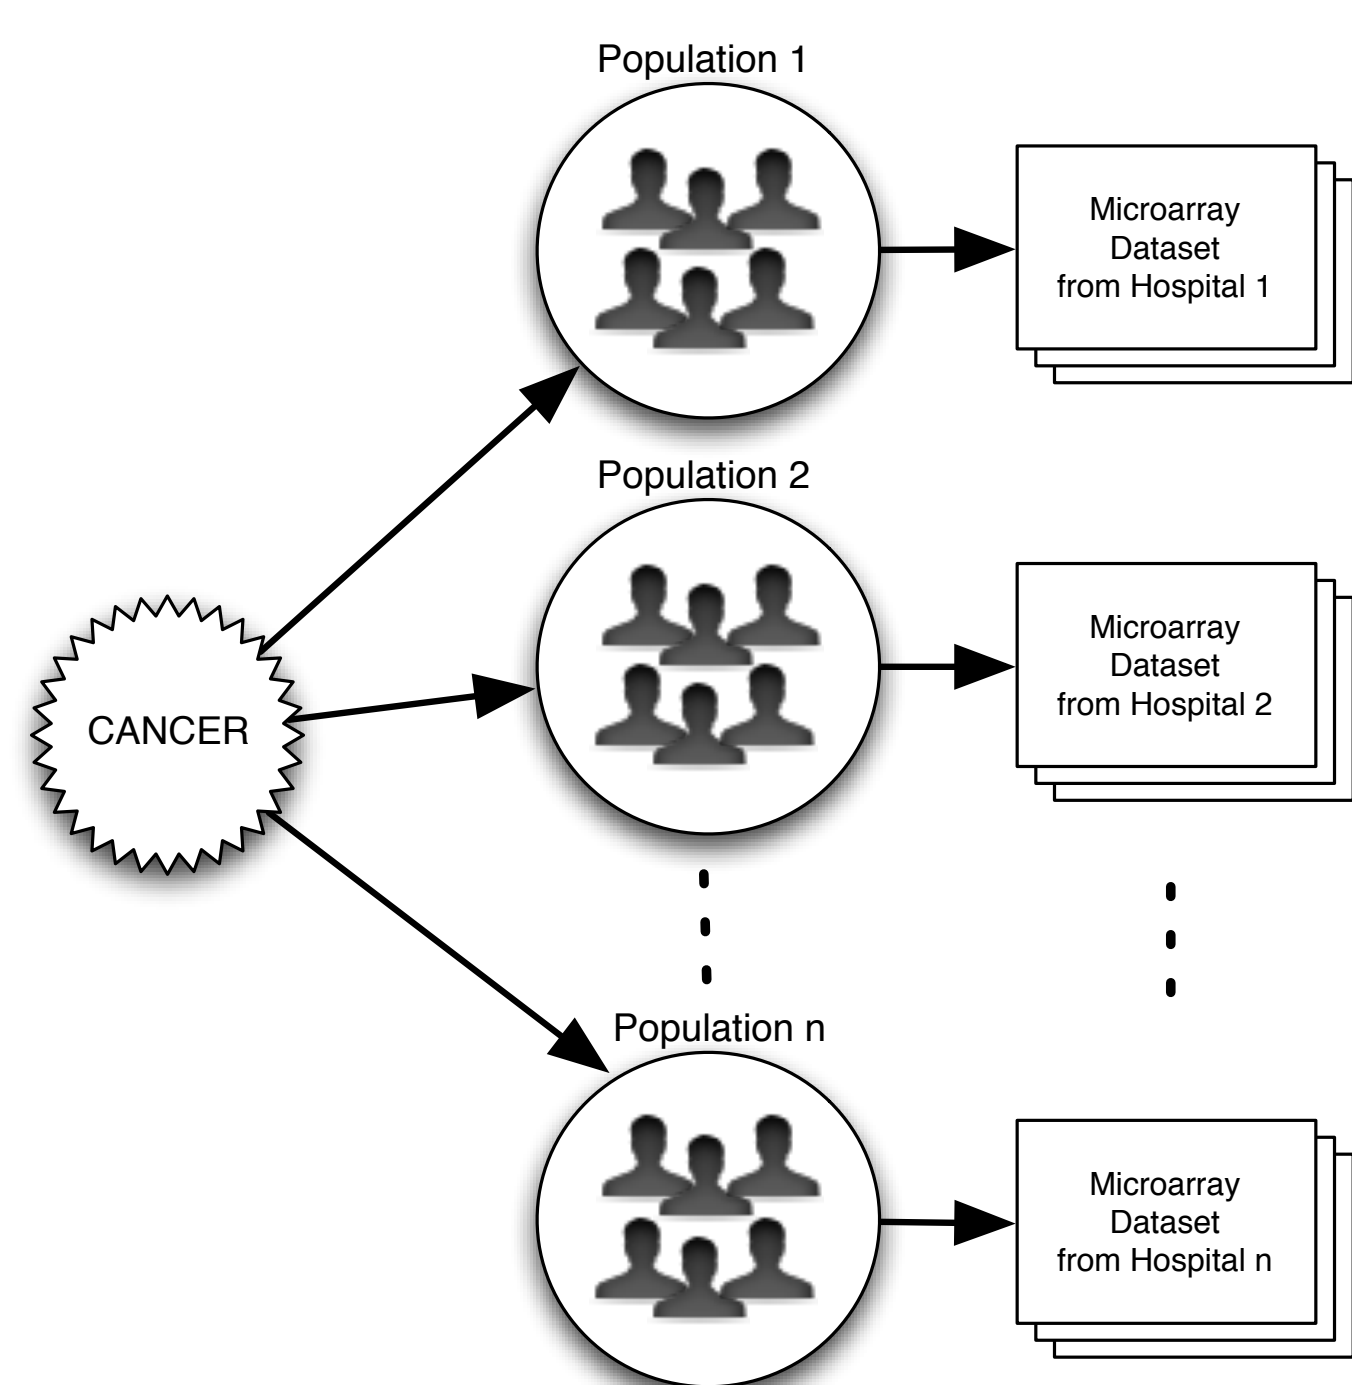 Population 1
Microarray
Dataset
from Hospital 1
Population 2
Microarray
Dataset
from Hospital 2
CANCER
Population n
Microarray
Dataset
from Hospital n